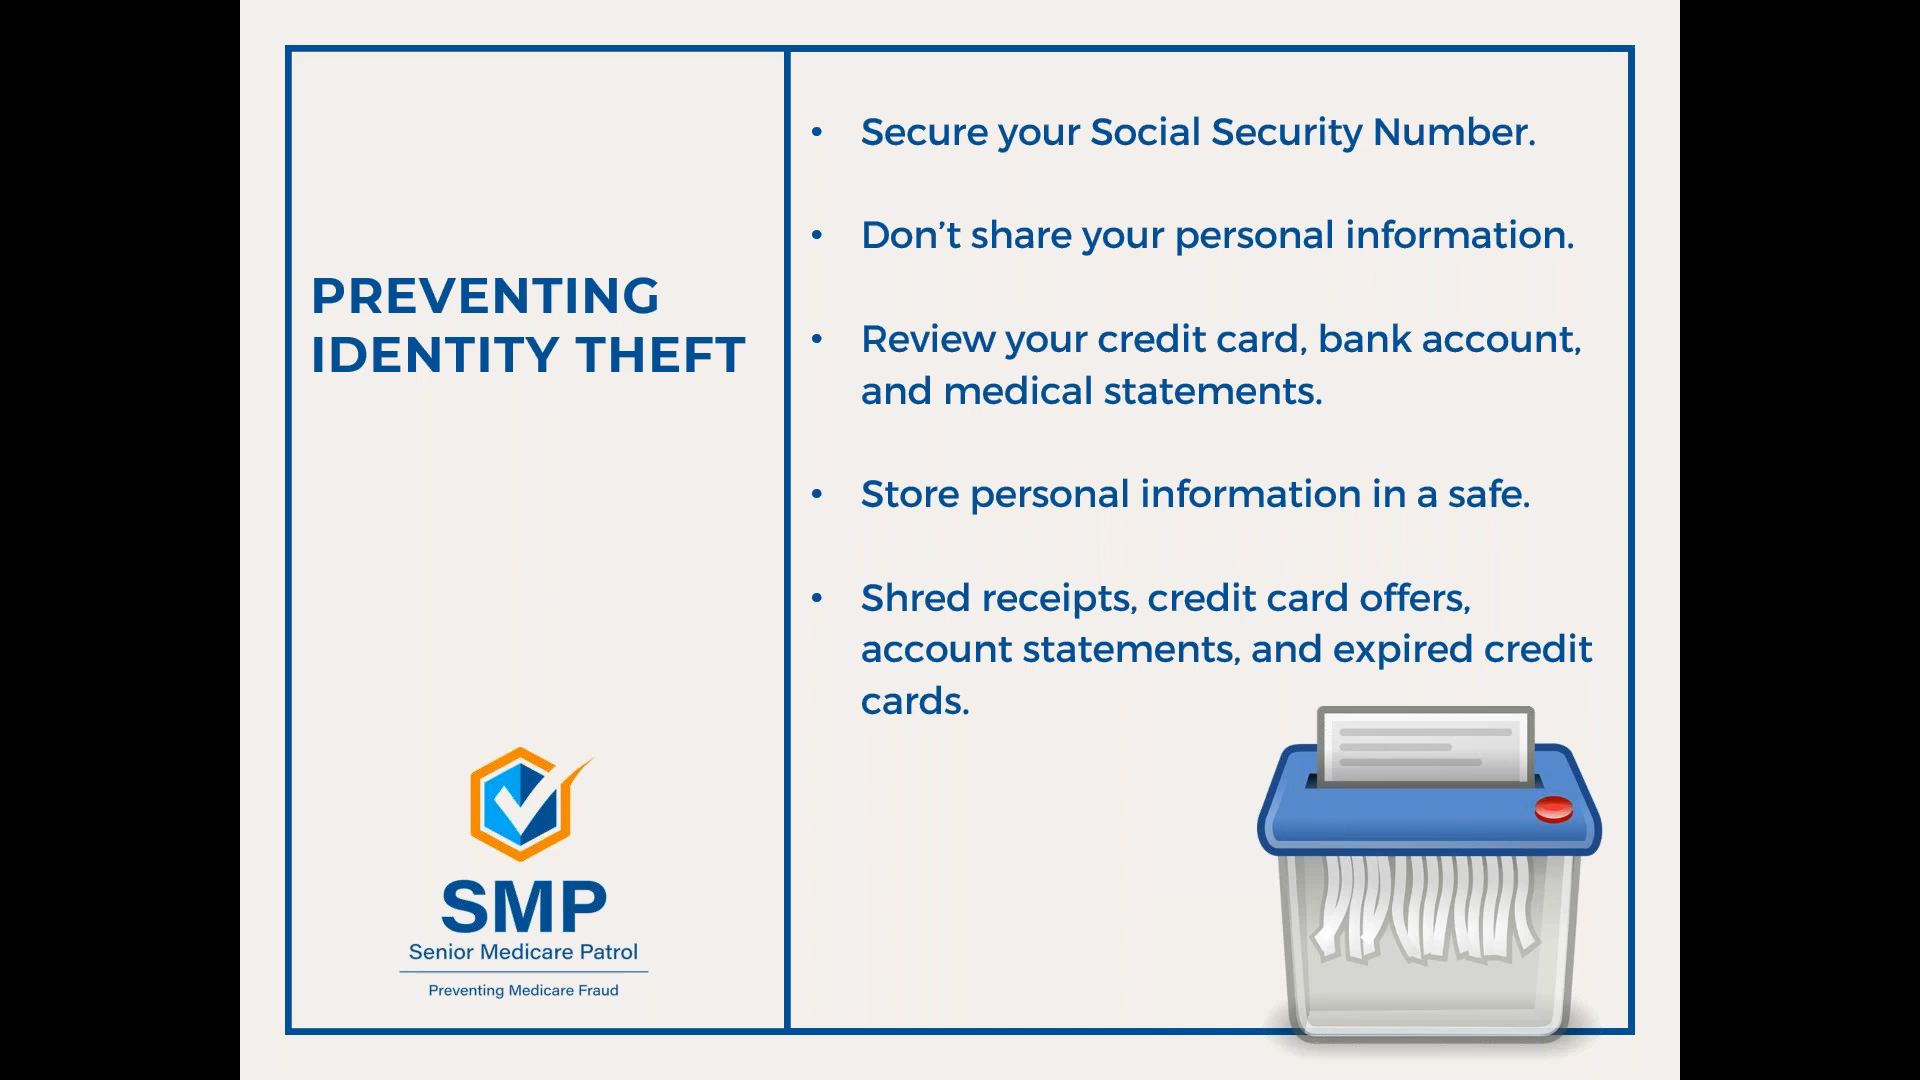 PREVENTING
IDENTITY THEFT
• Secure your Social Security Number.
• Don’t share your personal information.
• Review your credit card, bank account,
and medical statements.
• Store personal information in a safe.
• Shred receipts, credit card offers,
account statements, and expired credit
cards.
SMP
Senior Medicare Patrol
Preventing Medicare Fraud